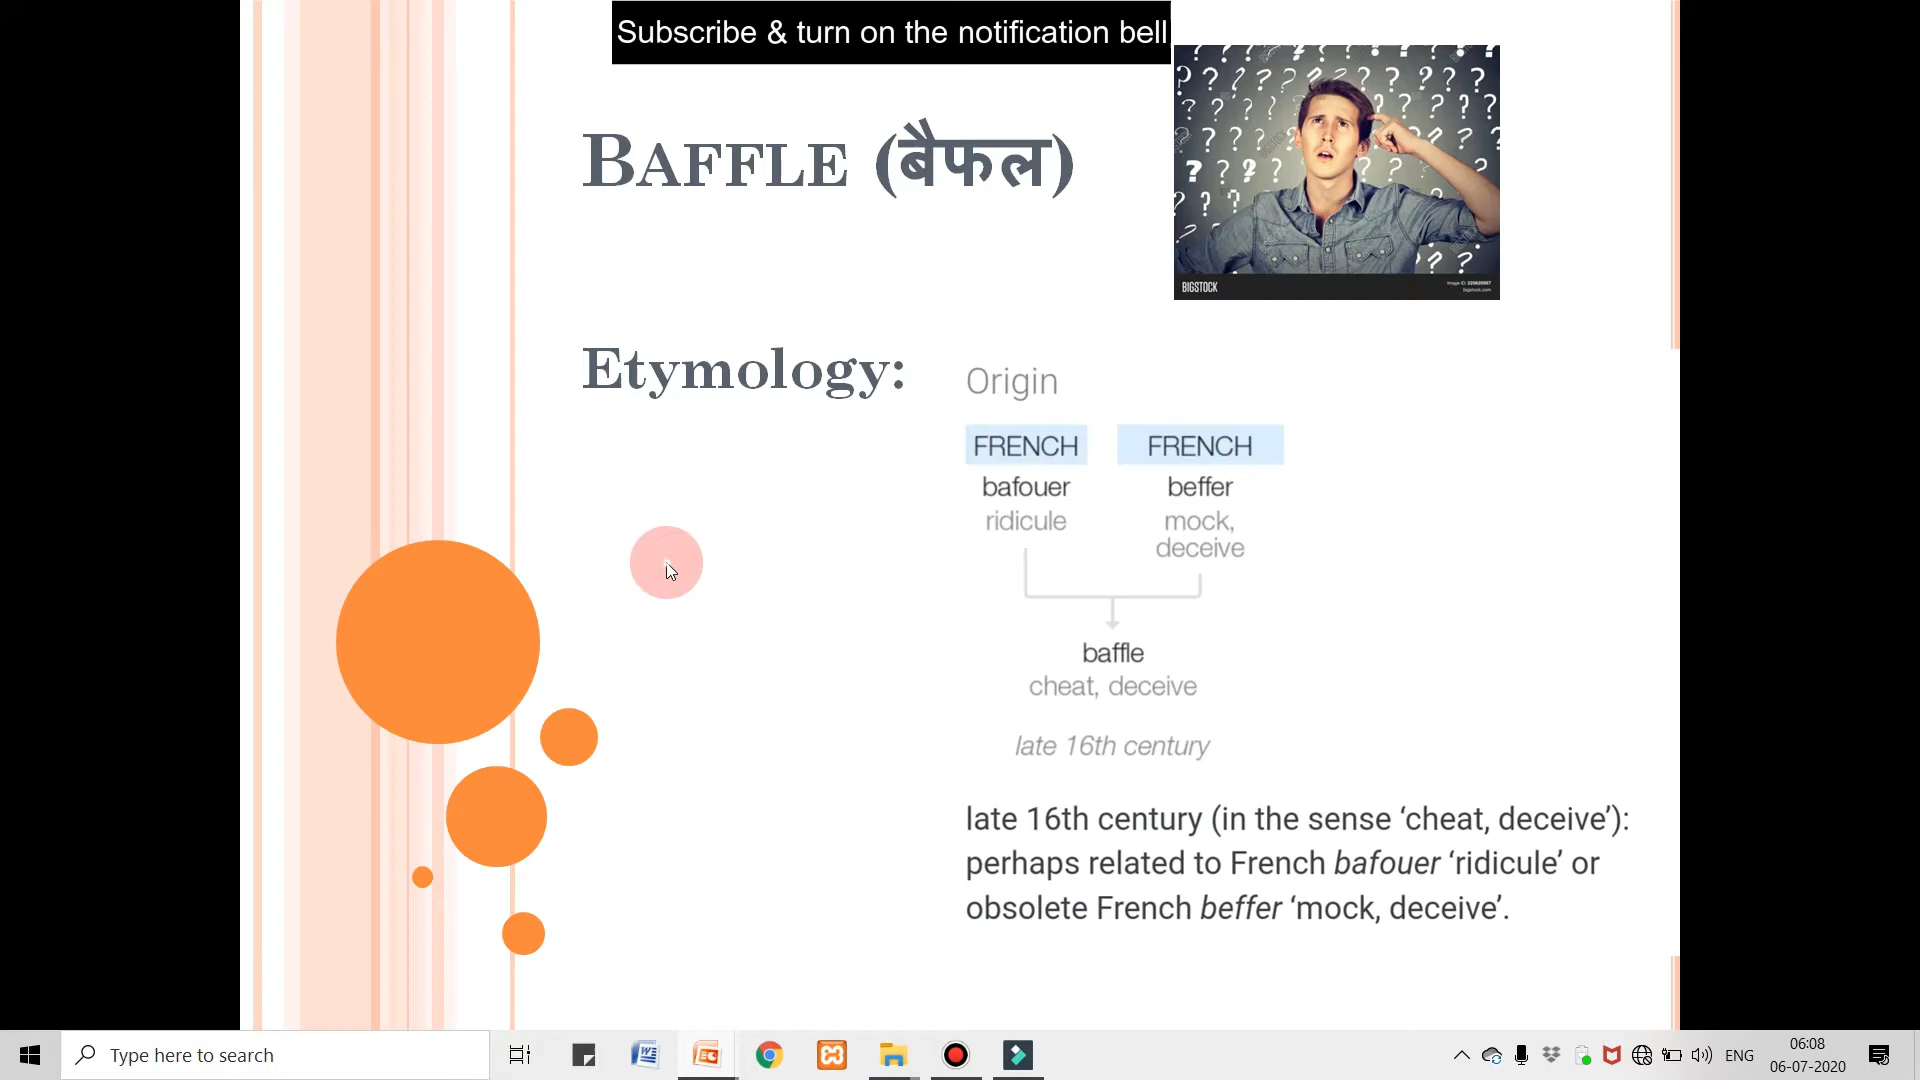 Subscribe & turn on the notification bell
BAFFLE (बैफल)
BIGSTOCK
Etymology:
Origin
FRENCH FRENCH
bafouer beffer
ridicule mock,
deceive
baffle
cheat, deceive
late 16th century
late 16th century (in the sense ‘cheat, deceive’):
perhaps related to French bafouer ‘ridicule’ or
obsolete French beffer ‘mock, deceive’.
Type here to search
ENG
06:08
06-07-2020